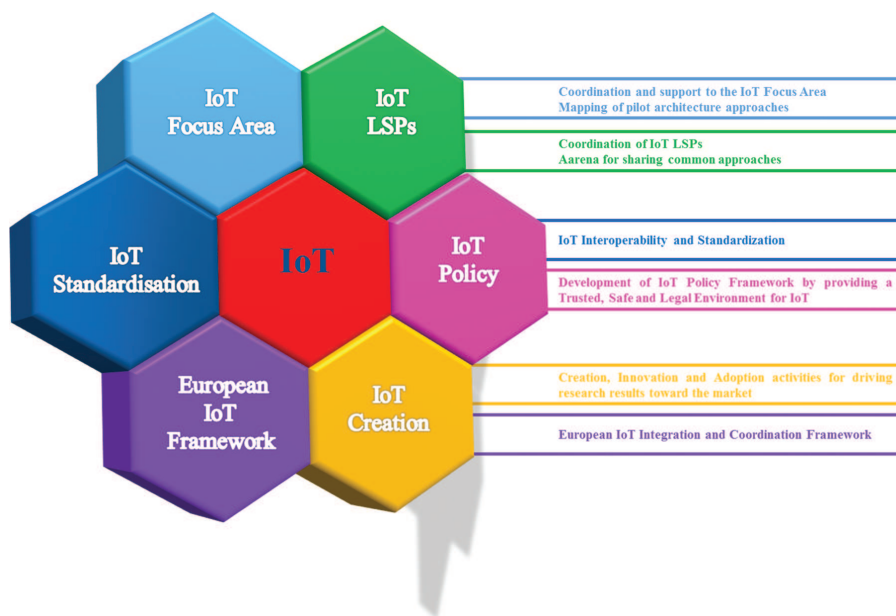 IoT
Focus Area
IoT
LSPs
IoT
Standardisation
IoT
IoT
Policy
European
IoT
Framework
IoT
Creation
Coordination and support to the IoT Focus Area
Mapping of pilot architecture approaches
Coordination of IoT LSPs
Aarena for sharing common approaches
IoT Interoperability and Standardization
Development of IoT Policy Framework by providing a
Trusted, Safe and Legal Environment for IoT
Creation, Innovation and Adoption activities for driving
research results toward the market
European IoT Integration and Coordination Framework